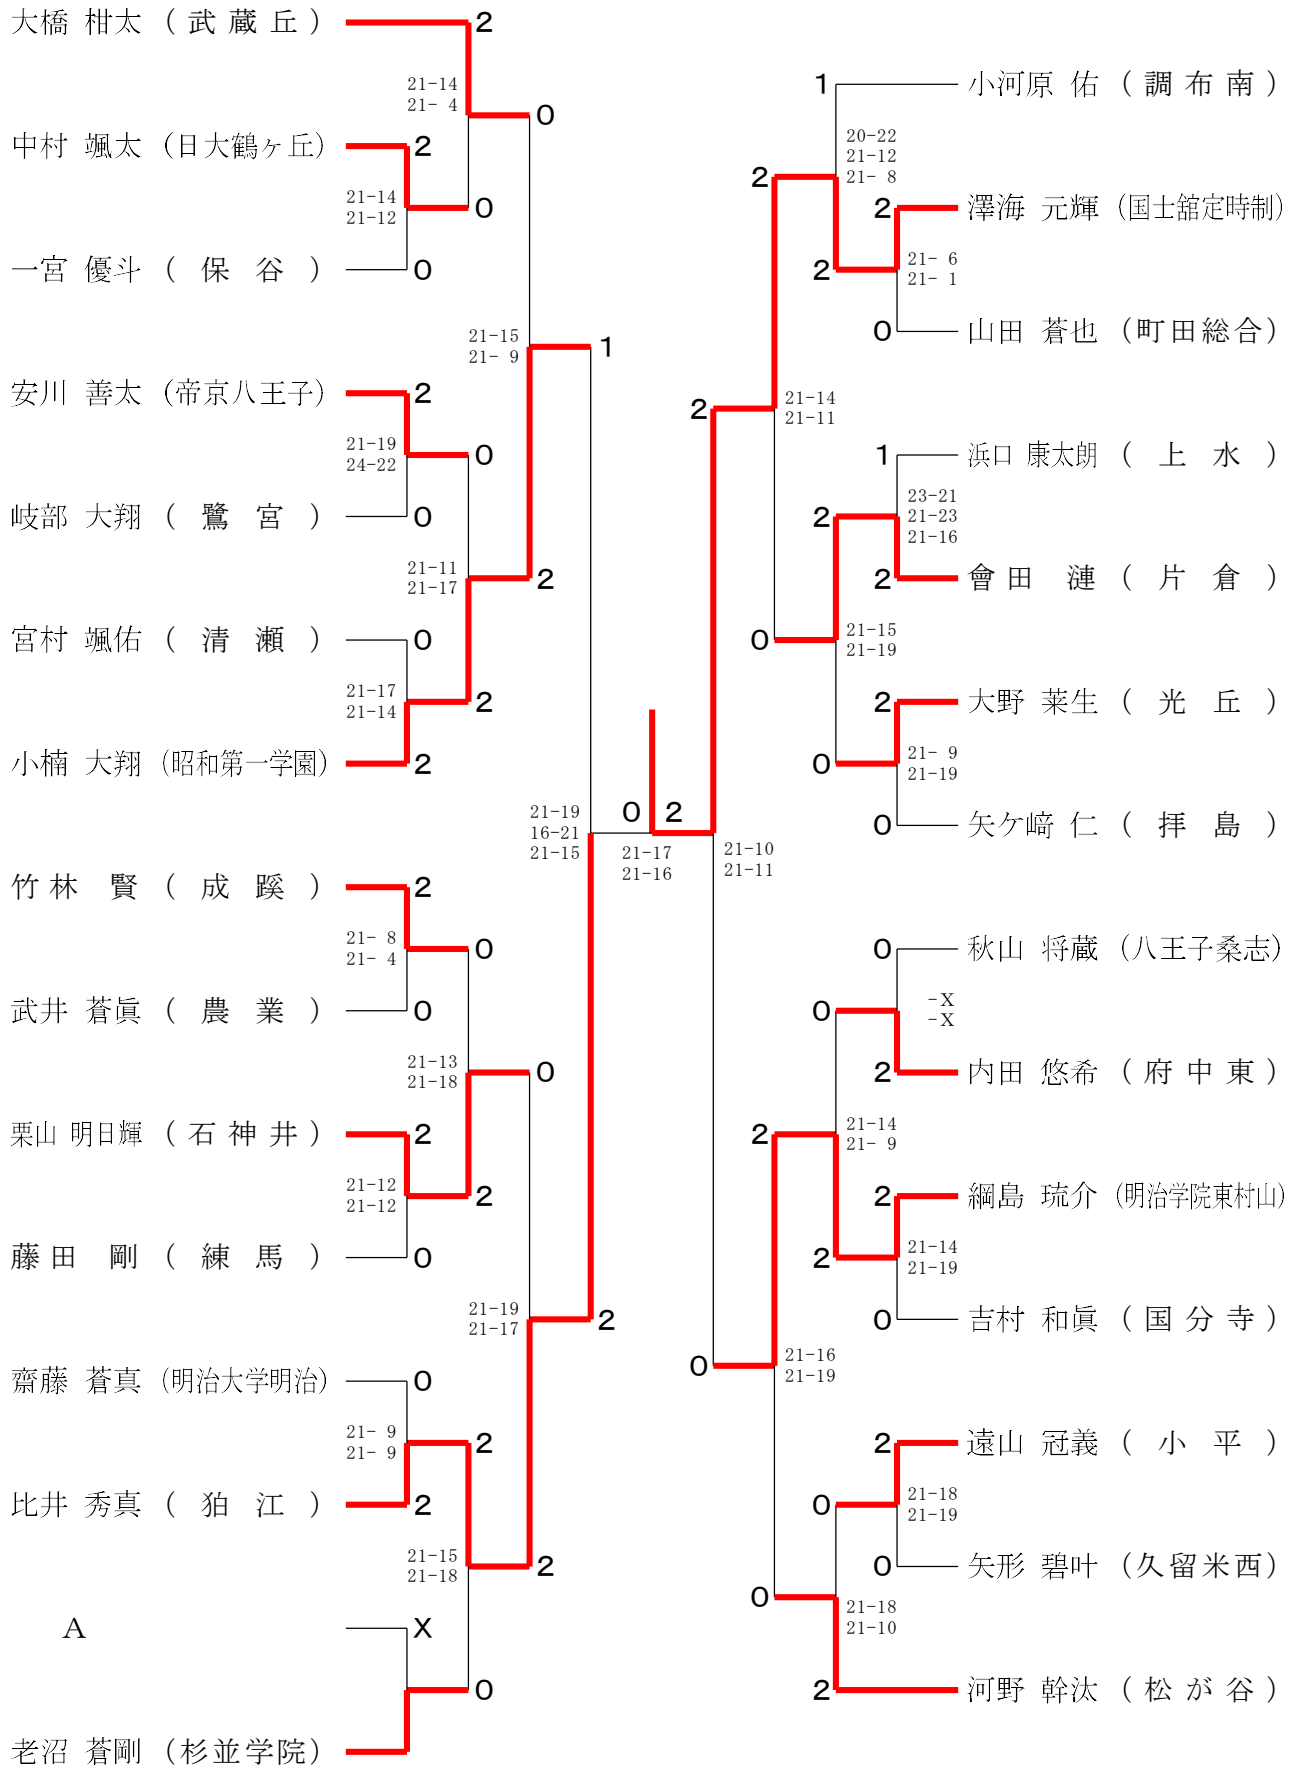 大橋 柑太 （ 武 蔵 丘 ） 2
21-14
21- 4
0
中村 颯太 （日大鶴ヶ丘） 2
21-14
21-12
0
一宮 優斗 （ 保 谷 ） 0
21-15
21- 9
1
安川 善太 （帝京八王子） 2
21-19
24-22
0
岐部 大翔 （ 鷺 宮 ） 0
21-11
21-17
2
宮村 颯佑 （ 清 瀬 ） 0
21-17
21-14
2
小楠 大翔 （昭和第一学園） 2
21-19
16-21
21-15
竹 林 賢 （ 成 蹊 ） 2
21- 8
21- 4
0
武井 蒼眞 （ 農 業 ） 0
21-13
21-18
0
栗山 明日輝 （ 石 神 井 ） 2
21-12
21-12
2
藤 田 剛 （ 練 馬 ） 0
21-19
21-17
2
齋藤 蒼真 （明治大学明治） 0
21- 9
21- 9
2
比井 秀真 （ 狛 江 ） 2
21-15
21-18
2
A X
0
老沼 蒼剛 （杉並学院）
0 2
21-17
21-16
1 小河原 佑 （ 調 布 南 ）
20-22
21-12
21- 8
2
2 澤海 元輝 （国士舘定時制）
21- 6
21- 1
2
0 山田 蒼也 （町田総合）
21-14
21-11
2
1 浜口 康太朗 （ 上 水 ）
23-21
21-23
21-16
2
2 會 田 漣 （ 片 倉 ）
21-15
21-19
0
2 大野 莱生 （ 光 丘 ）
21- 9
21-19
0
0 矢ケ﨑 仁 （ 拝 島 ）
21-10
21-11
0 秋山 将蔵 （八王子桑志）
-X
-X
0
2 内田 悠希 （ 府 中 東 ）
21-14
21- 9
2
2 綱島 琉介 （明治学院東村山）
21-14
21-19
2
0 吉村 和眞 （ 国 分 寺 ）
21-16
21-19
0
2 遠山 冠義 （ 小 平 ）
21-18
21-19
0
0 矢形 碧叶 （久留米西）
21-18
21-10
0
2 河野 幹汰 （ 松 が 谷 ）